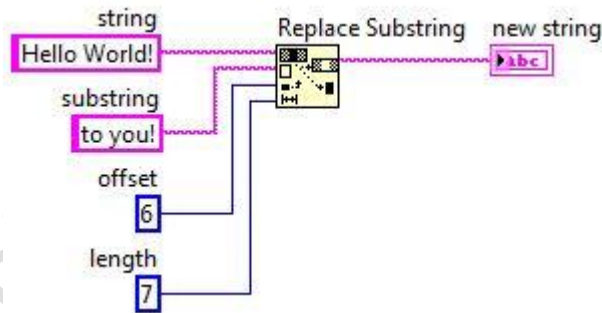 string
Hello World!
Replace Substring
new string
abc
substring
to you!
offset
6
length
7